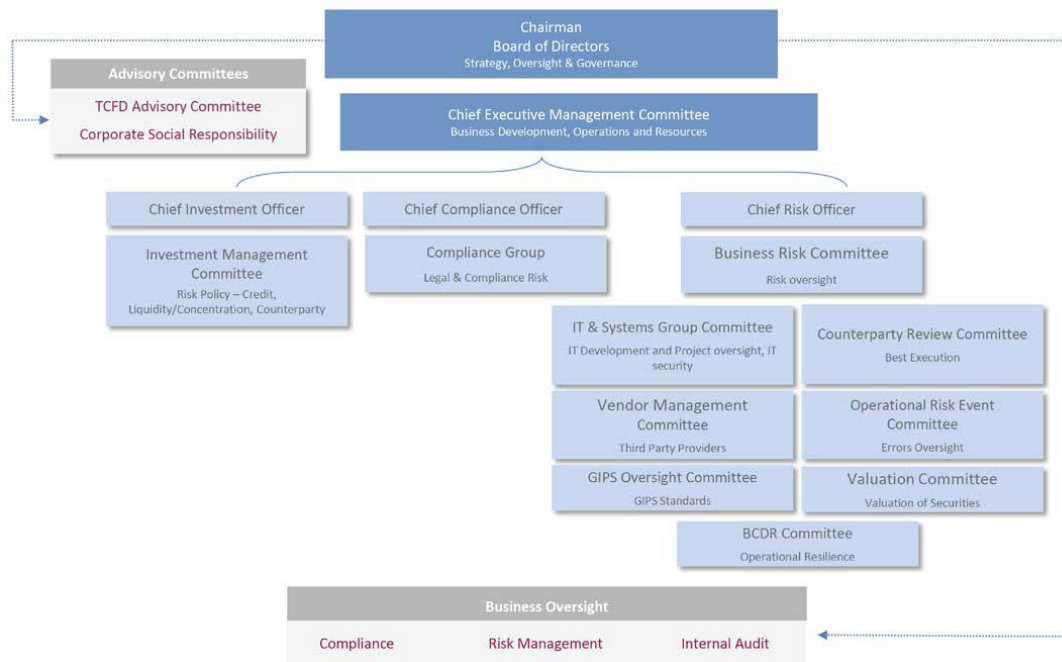 Chairman
Board of Directors
Strategy, Oversight & Governance
Advisory Committees
TCFD Advisory Committee
Corporate Social Responsibility
Chief Executive Management Committee
Business Development, Operations and Resources
Chief Investment Officer
Chief Compliance Officer
Chief Risk Officer
Investment Management
Committee
Risk Policy – Credit,
Liquidity/Concentration, Counterparty
Compliance Group
Legal & Compliance Risk
Business Risk Committee
Risk oversight
IT & Systems Group Committee
IT Development and Project oversight, IT
security
Counterparty Review Committee
Best Execution
Vendor Management
Committee
Third Party Providers
Operational Risk Event
Committee
Errors Oversight
GIPS Oversight Committee
GIPS Standards
Valuation Committee
Valuation of Securities
BCDR Committee
Operational Resilience
Business Oversight
Compliance
Risk Management
Internal Audit